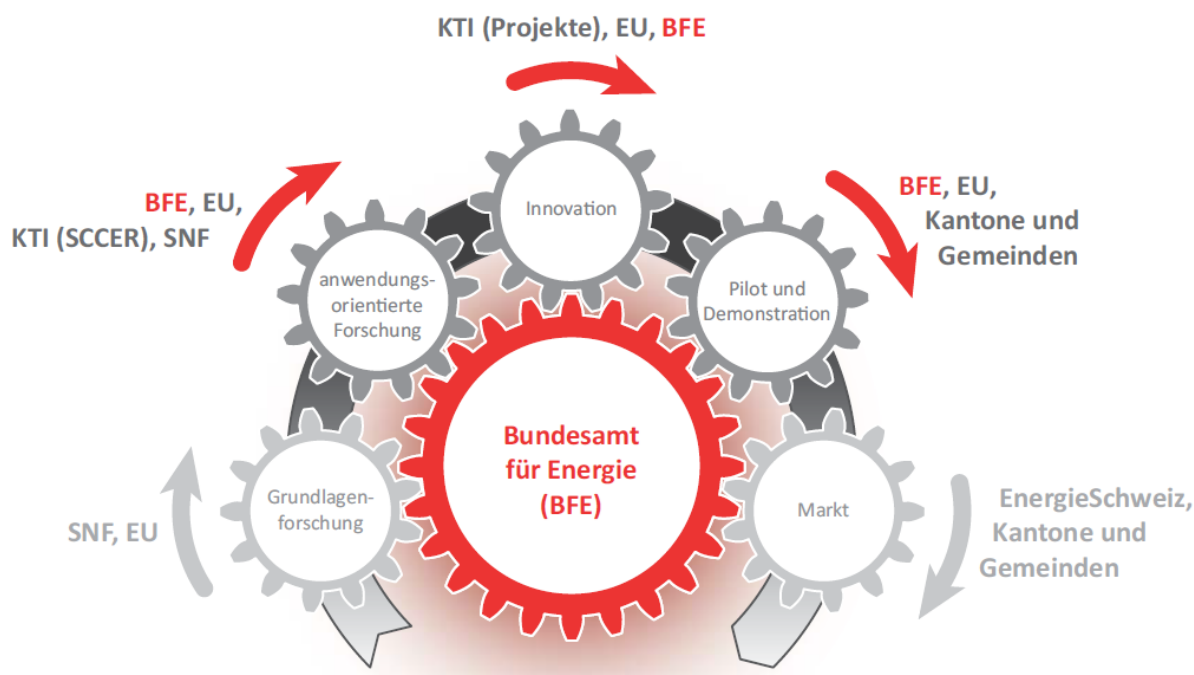 KTI (Projekte), EU, BFE
BFE, EU,
KTI (SCCER), SNF
BFE, EU,
Kantone und
Gemeinden
Innovation
anwendungs-
orientierte
Forschung
Pilot und
Demonstration
Bundesamt
für Energie
(BFE)
Grundlagen-
forschung
Markt
SNF, EU
EnergieSchweiz,
Kantone und
Gemeinden